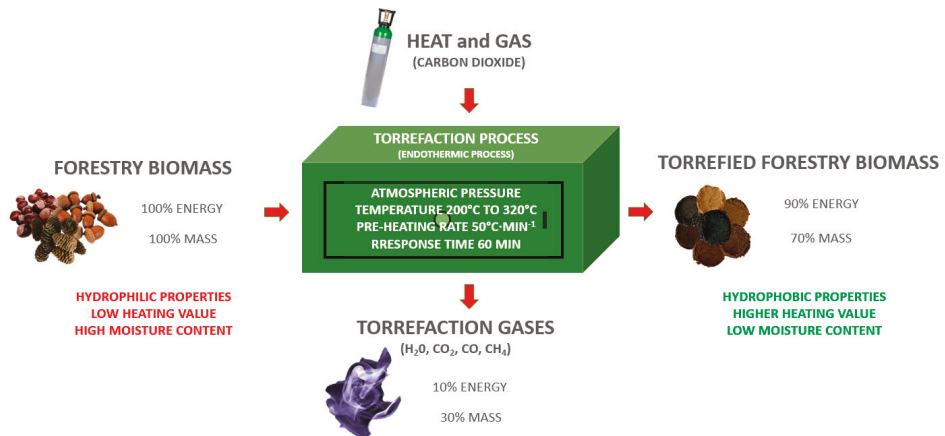 HEAT and GAS
(CARBON DIOXIDE)
TORREFACTION PROCESS
(ENDOTHERMIC PROCESS)
FORESTRY BIOMASS
100% ENERGY
100% MASS
ATMOSPHERIC PRESSURE
TEMPERATURE 200°C TO 320°C
PRE-HEATING RATE 50°C·MIN⁻¹
RRESPONSE TIME 60 MIN
TORREFIED FORESTRY BIOMASS
90% ENERGY
70% MASS
HYDROPHILIC PROPERTIES
LOW HEATING VALUE
HIGH MOISTURE CONTENT
HYDROPHOBIC PROPERTIES
HIGHER HEATING VALUE
LOW MOISTURE CONTENT
TORREFACTION GASES
(H₂0, CO₂, CO, CH₄)
10% ENERGY
30% MASS